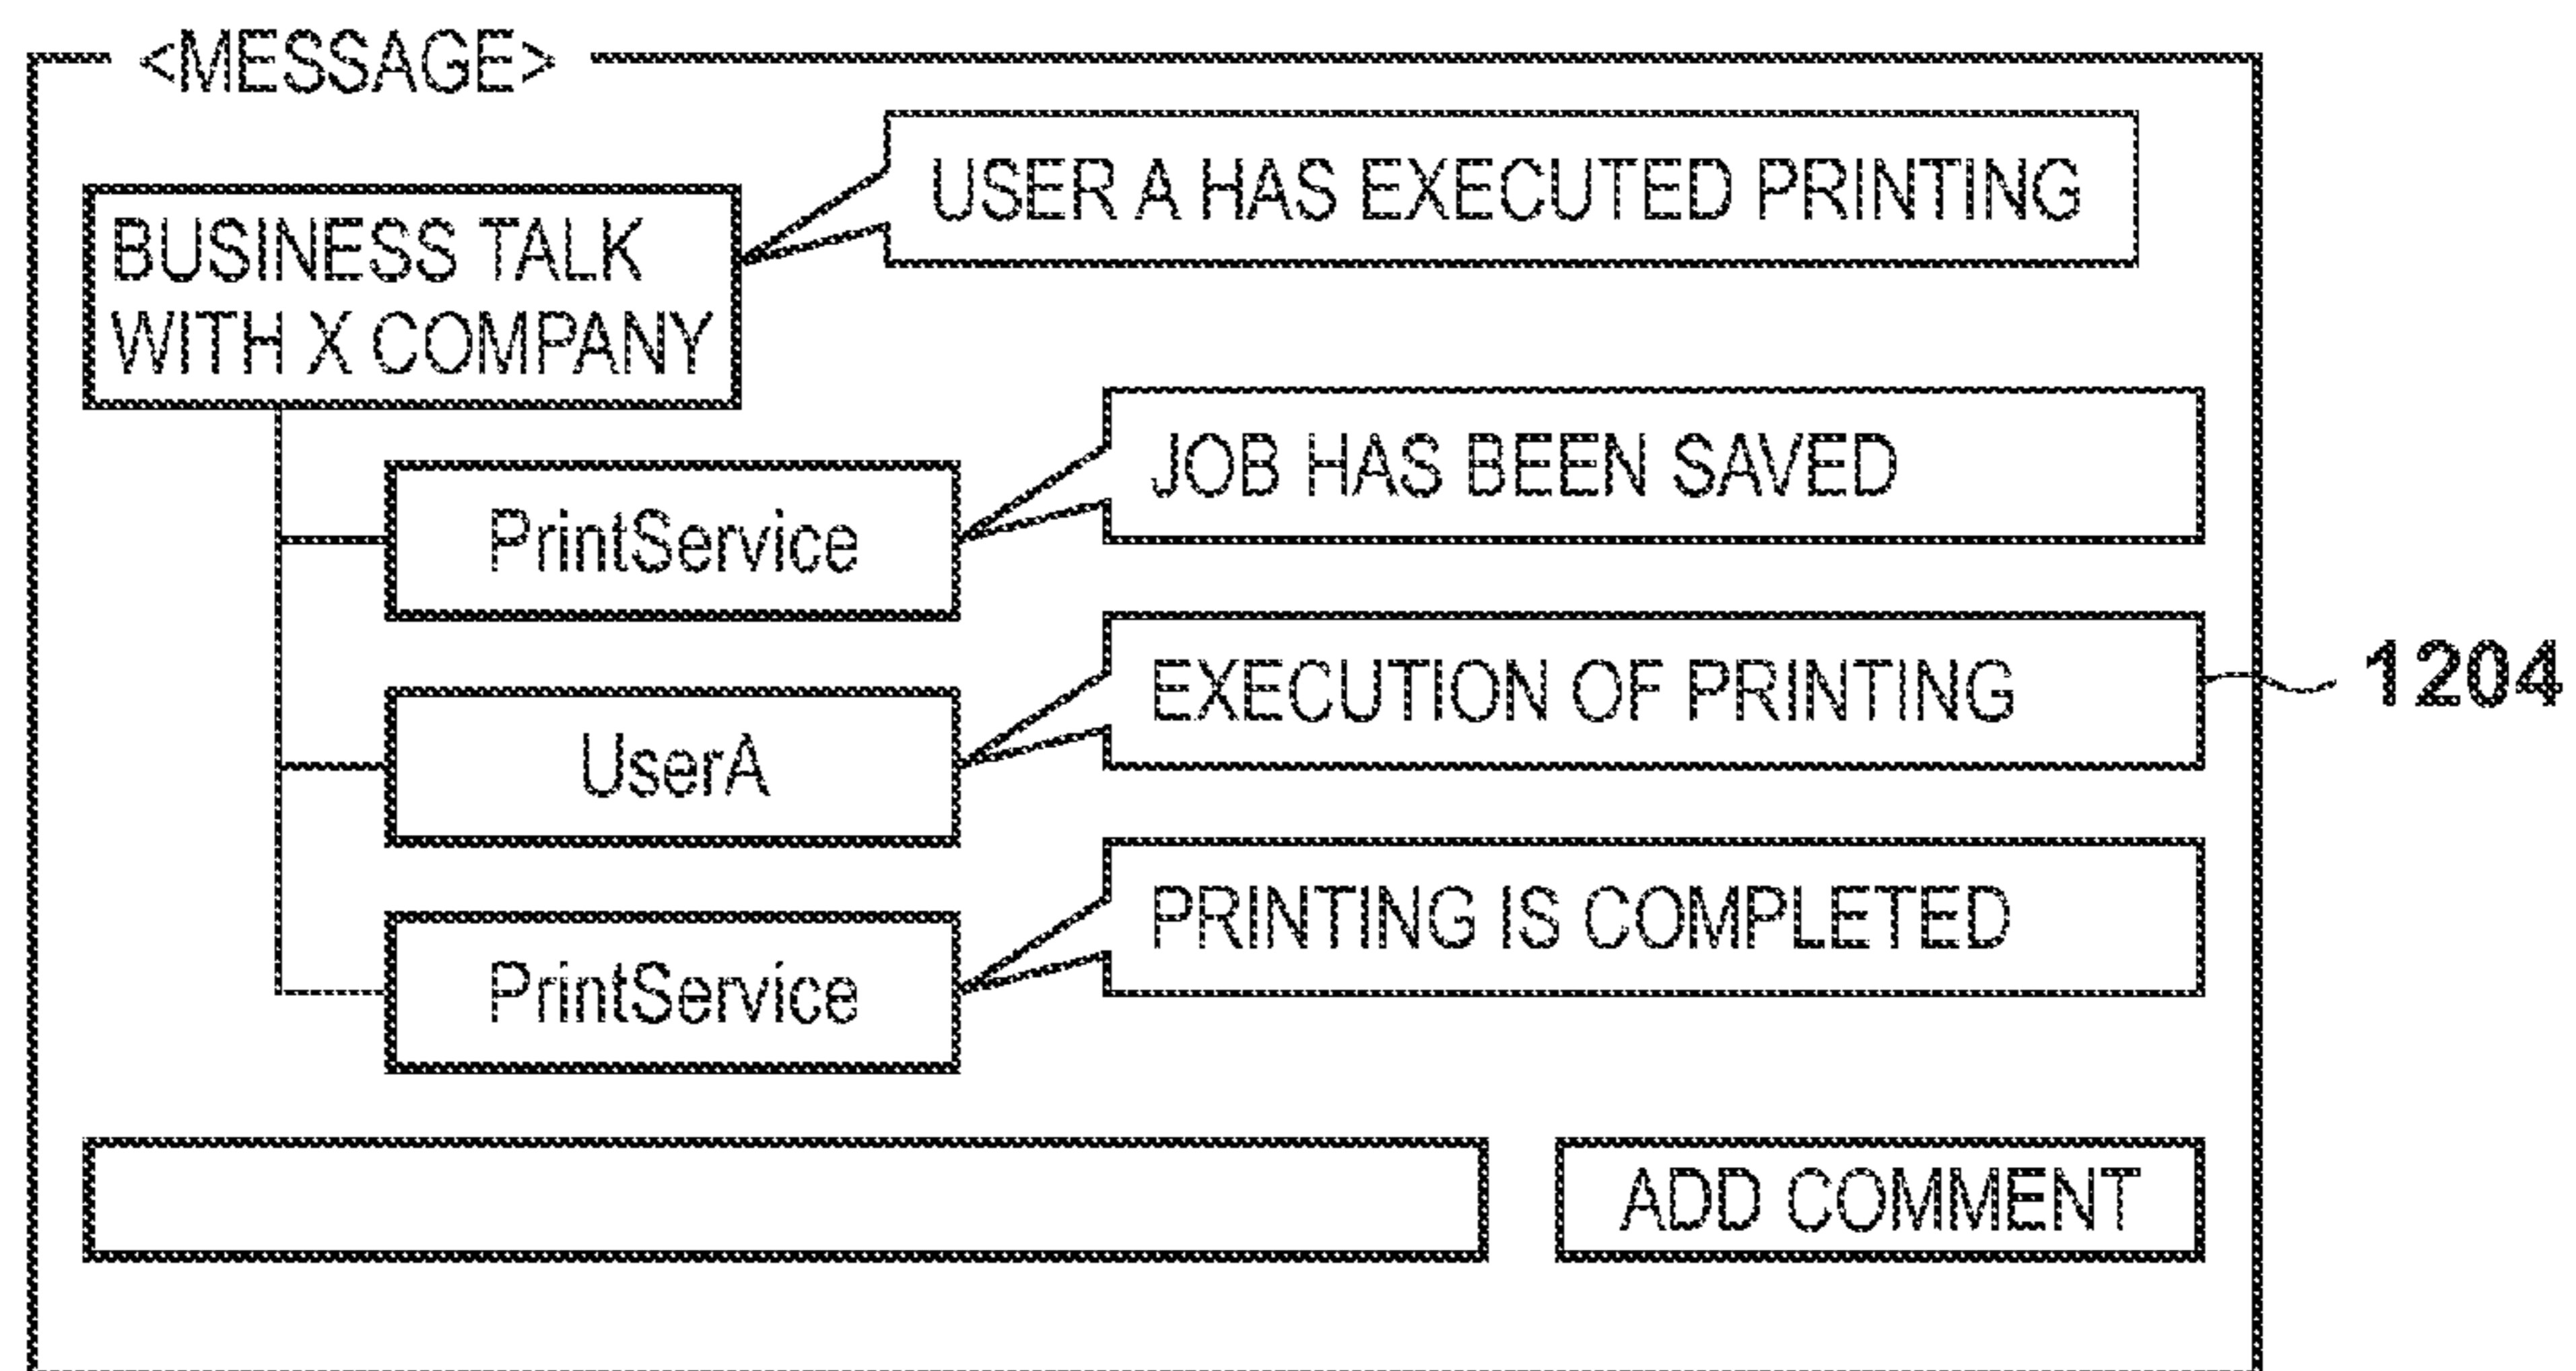 <MESSAGE>
USER A HAS EXECUTED PRINTING
BUSINESS TALK
WITH X COMPANY
JOB HAS BEEN SAVED
PrintService
EXECUTION OF PRINTING
1204
UserA
PRINTING IS COMPLETED
PrintService
ADD COMMENT